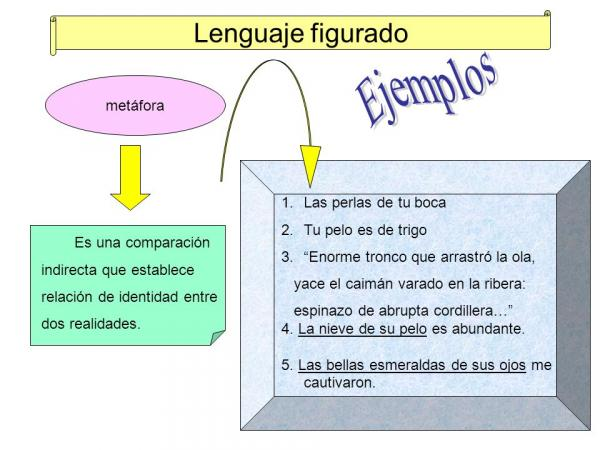 Lenguaje figurado
Ejemplos
metáfora
Es una comparación
indirecta que establece
relación de identidad entre
dos realidades.
1. Las perlas de tu boca
2. Tu pelo es de trigo
3. “Enorme tronco que arrastró la ola,
yace el caimán varado en la ribera:
espinazo de abrupta cordillera…”
4. La nieve de su pelo es abundante.
5. Las bellas esmeraldas de sus ojos me
cautivaron.